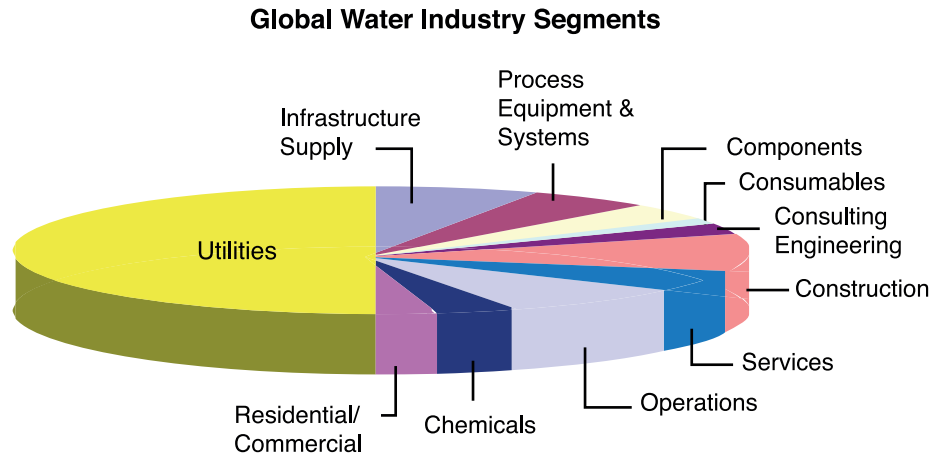 Global Water Industry Segments
Process
Equipment &
Systems
Infrastructure
Supply
Components
Consumables
Consulting
Engineering
Utilities
Construction
Services
Operations
Residential/
Commercial
Chemicals